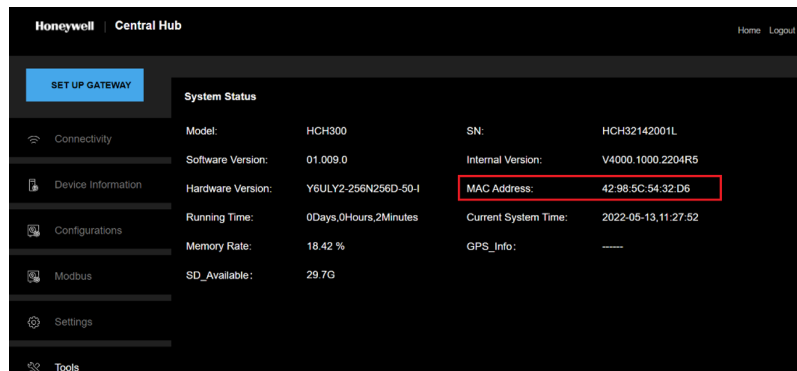 Honeywell | Central Hub
Home Logout
SET UP GATEWAY
Connectivity
Device Information
Configurations
Modbus
Settings
Tools
System Status
Model: HCH300 SN: HCH32142001L
Software Version: 01.009.0 Internal Version: V4000.1000.2204R5
Hardware Version: Y6ULY2-256N256D-50-I MAC Address: 42:98:5C:54:32:D6
Running Time: 0Days,0Hours,2Minutes Current System Time: 2022-05-13,11:27:52
Memory Rate: 18.42 % GPS_Info: ------
SD_Available: 29.7G